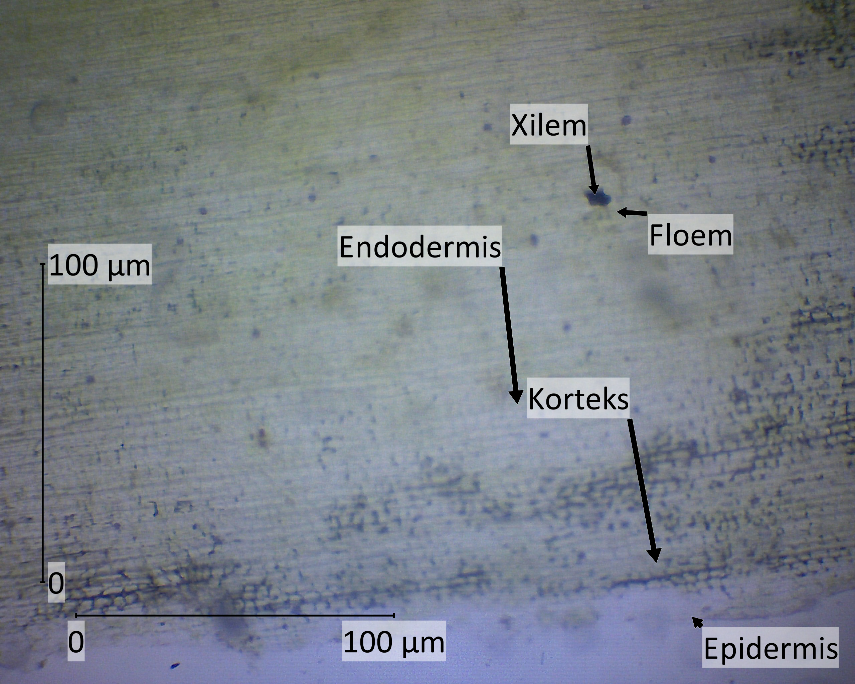 Xilem
Floem
Endodermis
100 µm
Korteks
0
0
100 µm
Epidermis